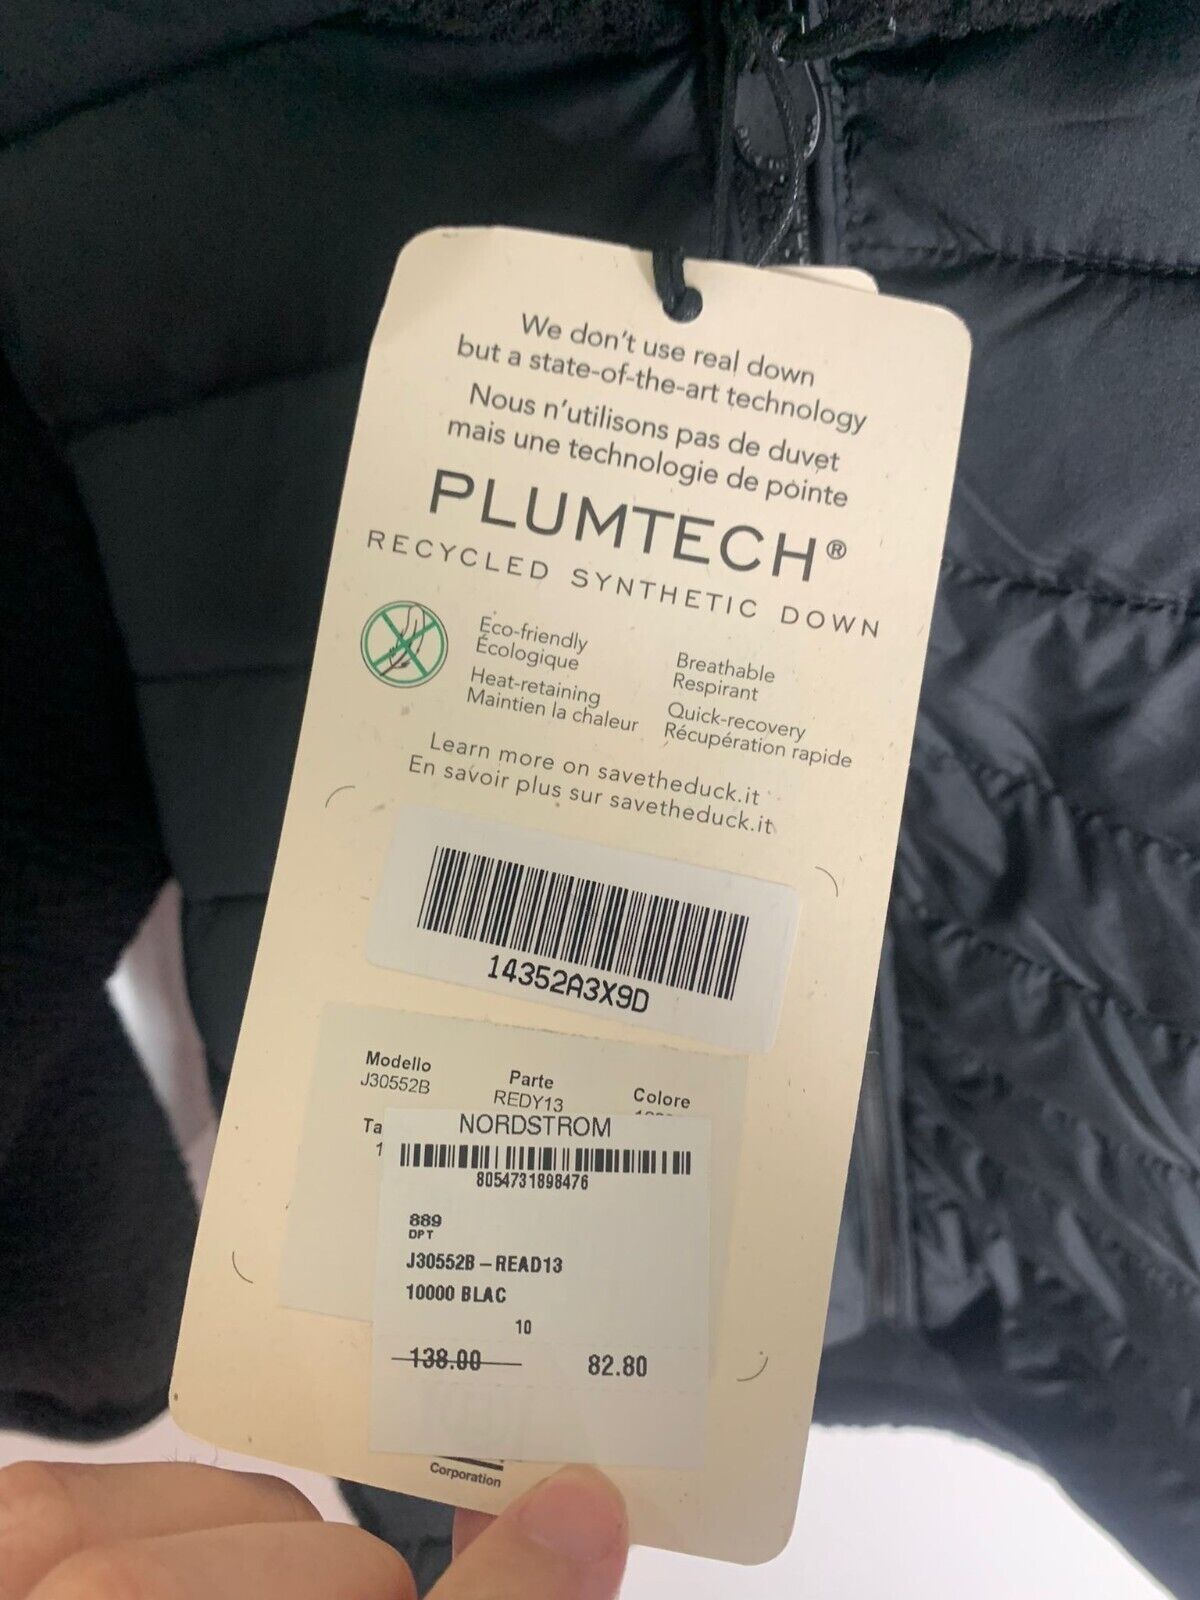 We don't use real down
but a state-of-the-art technology
Nous n'utilisons pas de duvet
mais une technologie de pointe
PLUMTECH®
RECYCLED SYNTHETIC DOWN
Eco-friendly
Écologique
Heat-retaining
Maintien la chaleur
Breathable
Respirant
Quick-recovery
Récupération rapide
Learn more on savetheduck.it
En savoir plus sur savetheduck.it
14352A3X9D
Modello
J30552B
Parte
REDY13
Colore
Ta
1
NORDSTROM
8054731898476
889
DPT
J30552B – READ13
10000 BLAC
10
138.00 82.80
Corporation